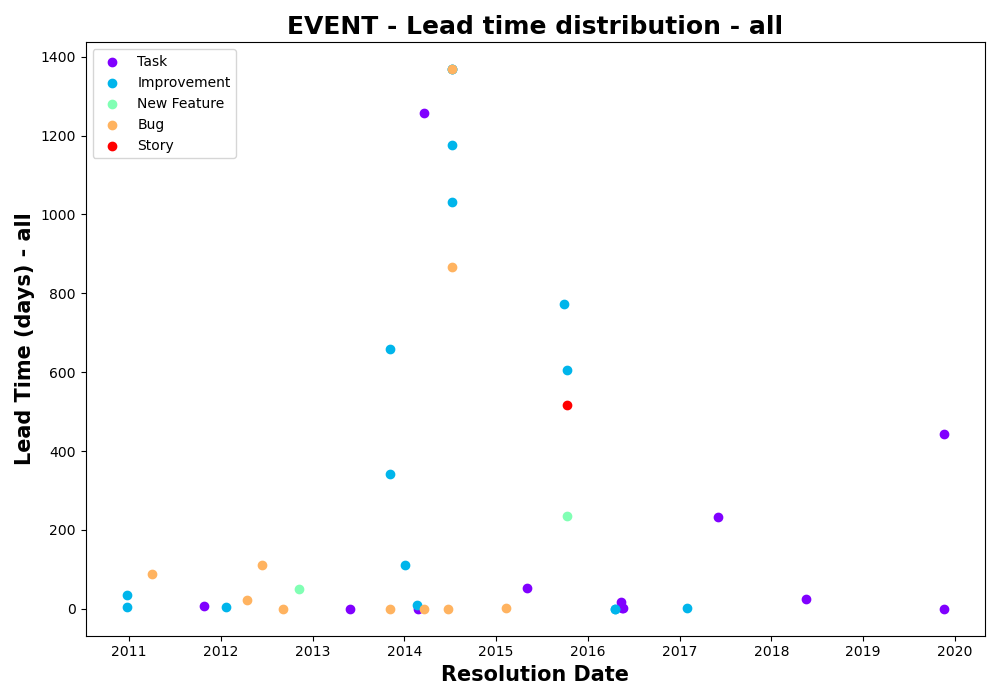 EVENT - Lead time distribution - all
Task
Improvement
New Feature
Bug
Story
Lead Time (days) - all
1400
1200
1000
800
600
400
200
0
2011 2012 2013 2014 2015 2016 2017 2018 2019 2020
Resolution Date